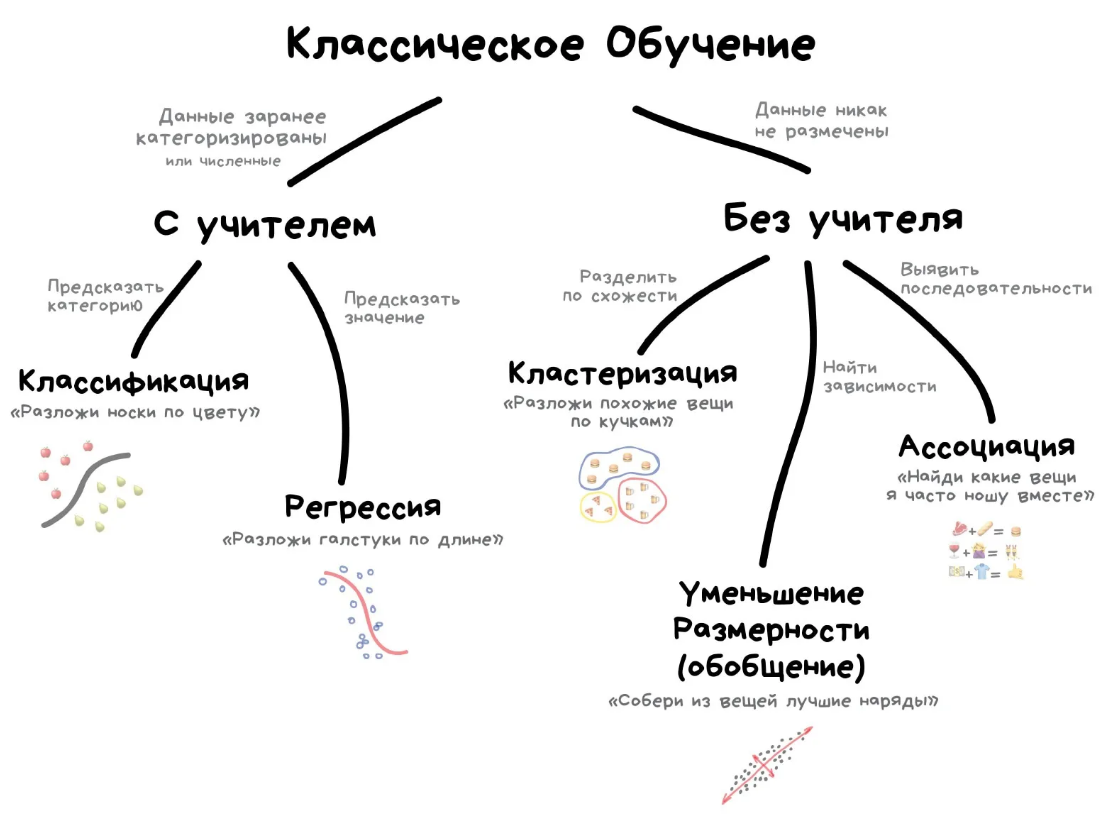 Классическое Обучение
Данные заранее
категоризированы
или численные
Данные никак
не размечены
С учителем
Без учителя
Предсказать
категорию
Предсказать
значение
Разделить
по схожести
Выявить
последовательности
Найти
зависимости
Классификация
«Разложи носки по цвету»
Регрессия
«Разложи галстуки по длине»
Кластеризация
«Разложи похожие вещи
по кучкам»
Ассоциация
«Найди какие вещи
я часто ношу вместе»
+ =
+ =
+ =
Уменьшение
Размерности
(обобщение)
«Собери из вещей лучшие наряды»